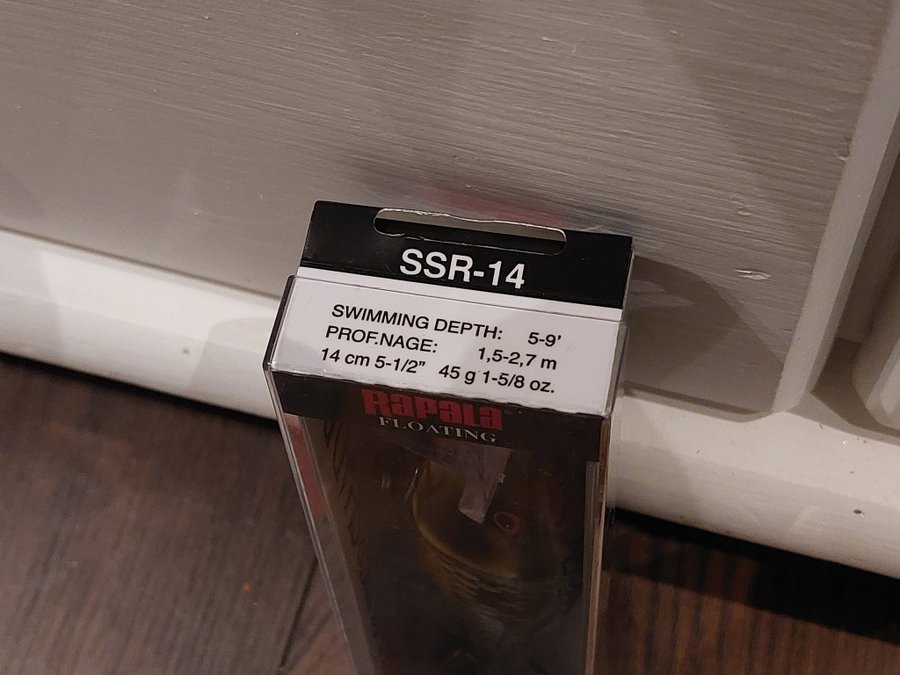 SSR-14
SWIMMING DEPTH: 5-9'
PROF.NAGE: 1,5-2,7 m
14 cm 5-1/2" 45 g 1-5/8 oz.
Rapala®
FLOATING